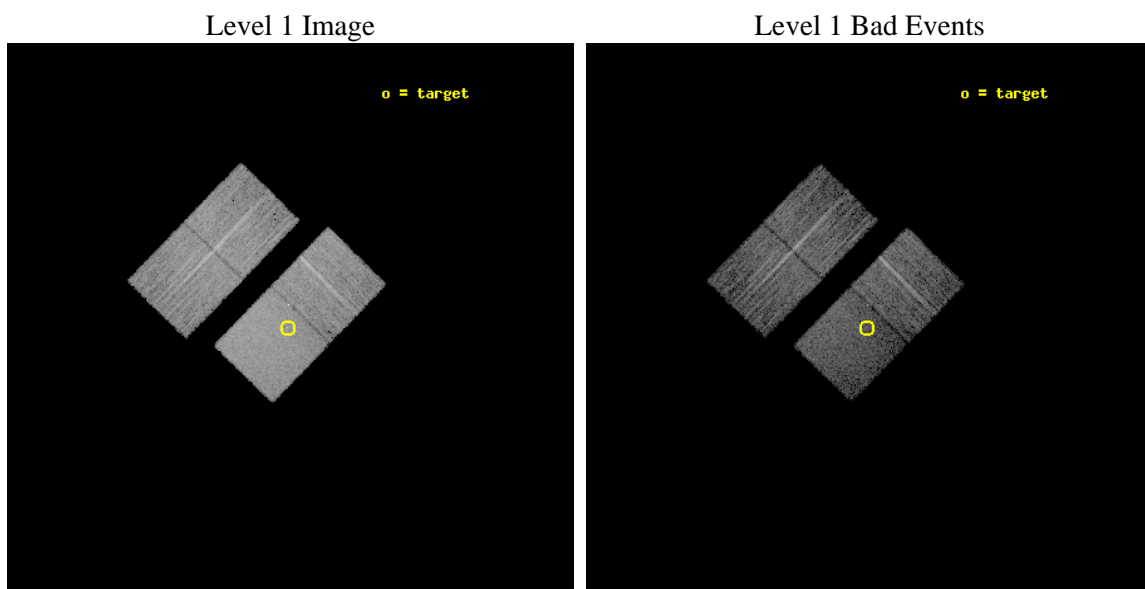 Level 1 Image
Level 1 Bad Events
o = target
o = target